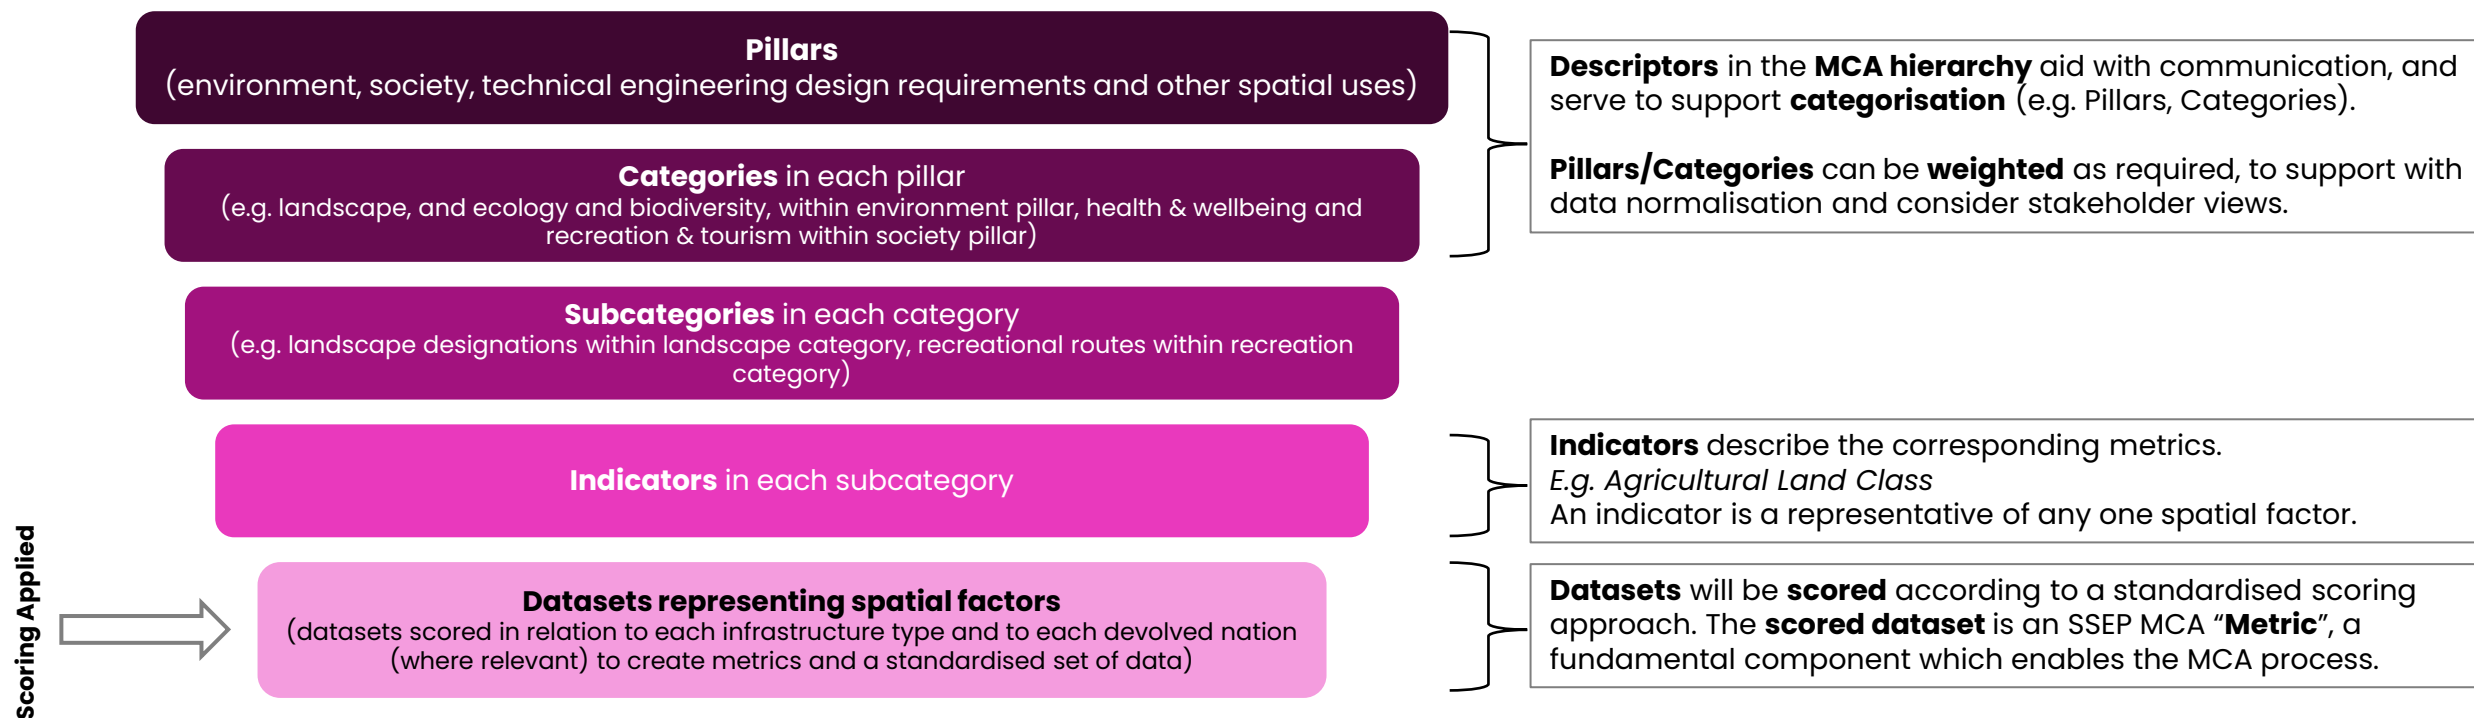 Pillars
(environment, society, technical engineering design requirements and other spatial uses)
Categories in each pillar
(e.g. landscape, and ecology and biodiversity, within environment pillar, health & wellbeing and
recreation & tourism within society pillar)
Subcategories in each category
(e.g. landscape designations within landscape category, recreational routes within recreation
category)
Indicators in each subcategory
Scoring Applied
Datasets representing spatial factors
(datasets scored in relation to each infrastructure type and to each devolved nation
(where relevant) to create metrics and a standardised set of data)
Descriptors in the MCA hierarchy aid with communication, and
serve to support categorisation (e.g. Pillars, Categories).
Pillars/Categories can be weighted as required, to support with
data normalisation and consider stakeholder views.
Indicators describe the corresponding metrics.
E.g. Agricultural Land Class
An indicator is a representative of any one spatial factor.
Datasets will be scored according to a standardised scoring
approach. The scored dataset is an SSEP MCA “Metric”, a
fundamental component which enables the MCA process.